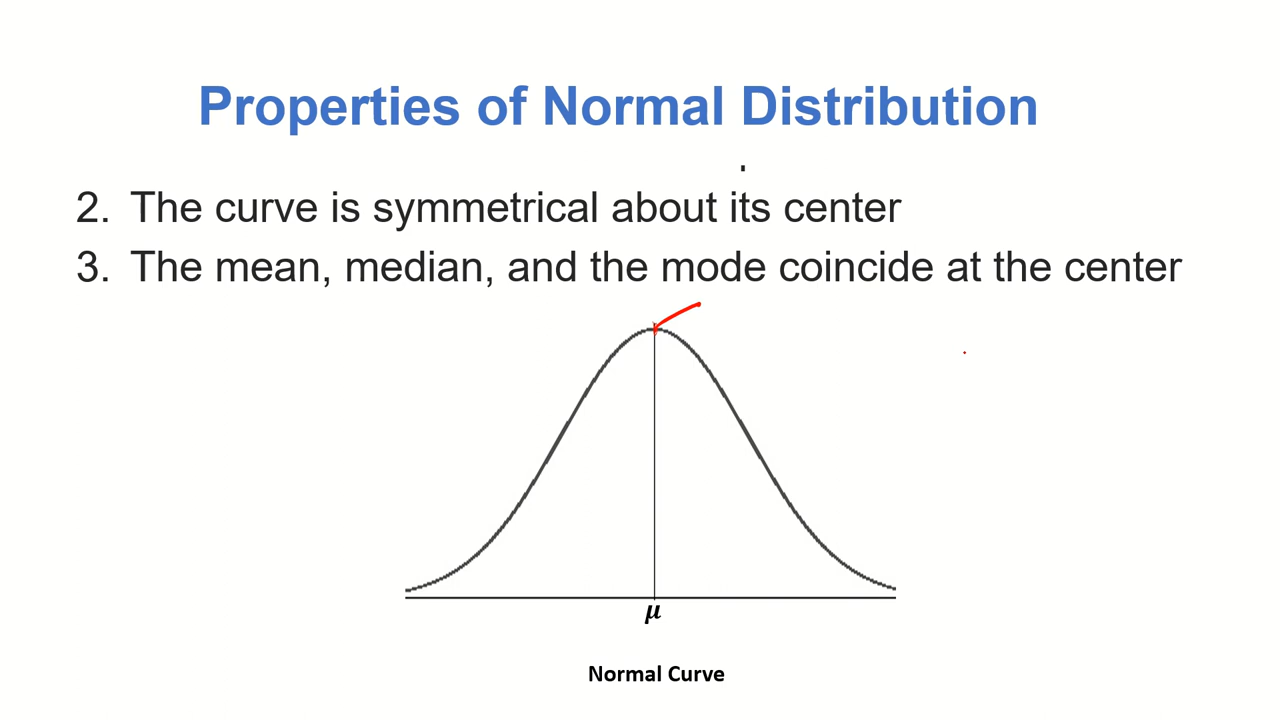 Properties of Normal Distribution
2. The curve is symmetrical about its center
3. The mean, median, and the mode coincide at the center
μ
Normal Curve